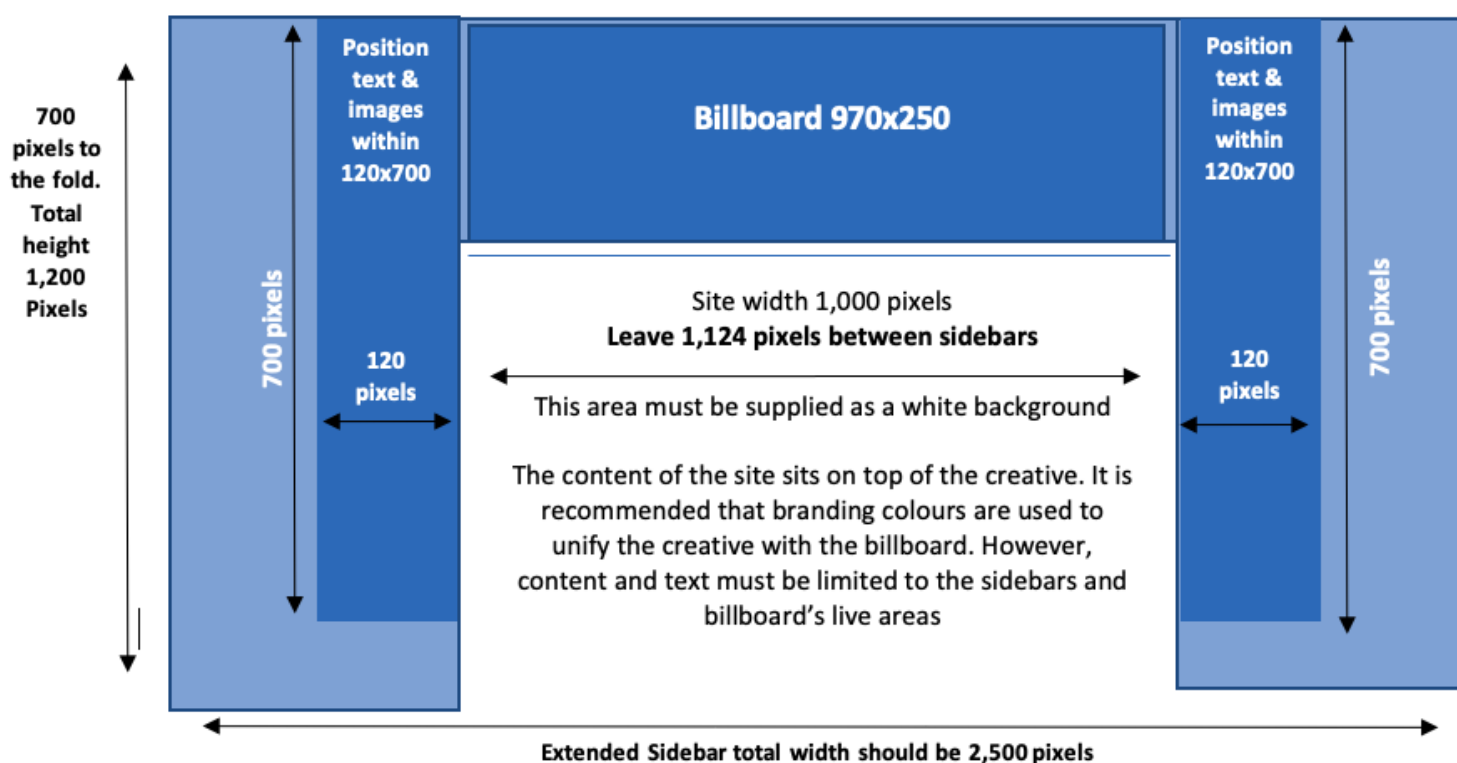 700
pixels to
the fold.
Total
height
1,200
Pixels
700 pixels
Position
text &
images
within
120x700
120
pixels
Billboard 970x250
Site width 1,000 pixels
Leave 1,124 pixels between sidebars
This area must be supplied as a white background
The content of the site sits on top of the creative. It is
recommended that branding colours are used to
unify the creative with the billboard. However,
content and text must be limited to the sidebars and
billboard's live areas
Position
text &
images
within
120x700
120
pixels
700 pixels
Extended Sidebar total width should be 2,500 pixels